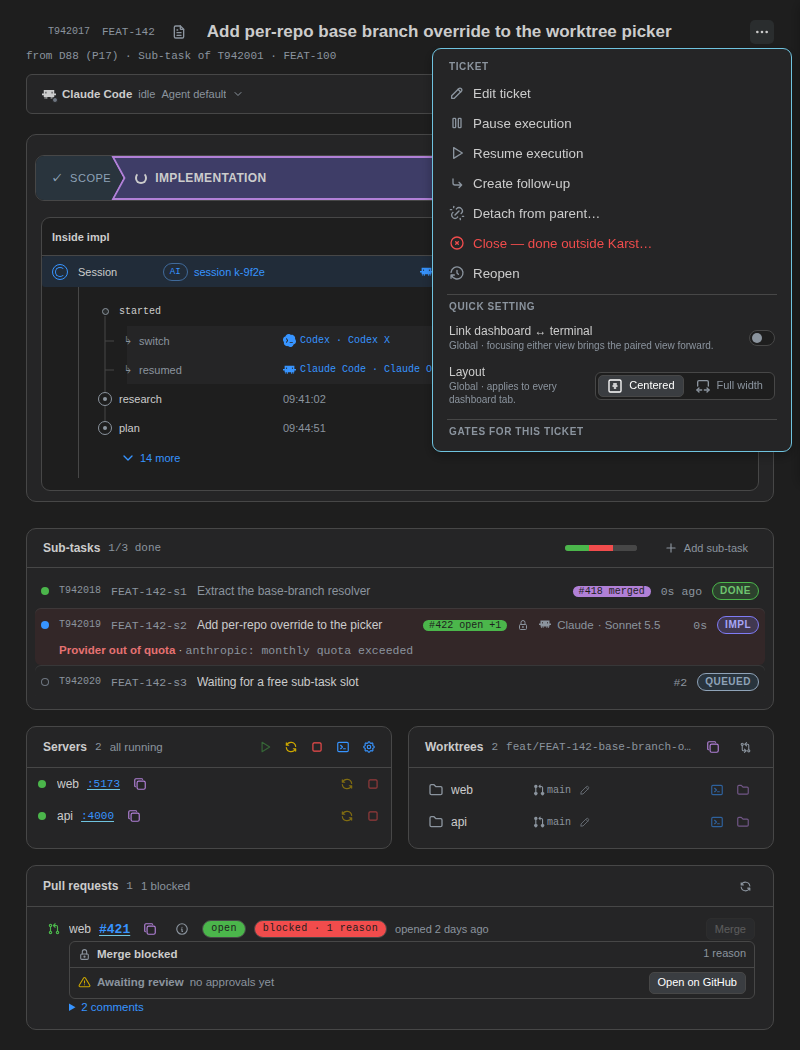 T942017 FEAT-142 Add per-repo base branch override to the worktree picker
from D88 (P17) · Sub-task of T942001 · FEAT-100
Claude Code idle Agent default
SCOPE IMPLEMENTATION
Inside impl
Session AI session k-9f2e
started
↳ switch Codex · Codex X
↳ resumed Claude Code · Claude O
research 09:41:02
plan 09:44:51
14 more
TICKET
Edit ticket
Pause execution
Resume execution
Create follow-up
Detach from parent…
Close — done outside Karst…
Reopen
QUICK SETTING
Link dashboard ↔ terminal
Global · focusing either view brings the paired view forward.
Layout
Global · applies to every
dashboard tab.
Centered Full width
GATES FOR THIS TICKET
Sub-tasks 1/3 done Add sub-task
T942018 FEAT-142-s1 Extract the base-branch resolver #418 merged 0s ago DONE
T942019 FEAT-142-s2 Add per-repo override to the picker #422 open +1 Claude · Sonnet 5.5 0s IMPL
Provider out of quota · anthropic: monthly quota exceeded
T942020 FEAT-142-s3 Waiting for a free sub-task slot #2 QUEUED
Servers 2 all running
web :5173
api :4000
Worktrees 2 feat/FEAT-142-base-branch-o…
web main
api main
Pull requests 1 1 blocked
web #421 open blocked · 1 reason opened 2 days ago Merge
Merge blocked 1 reason
Awaiting review no approvals yet Open on GitHub
2 comments